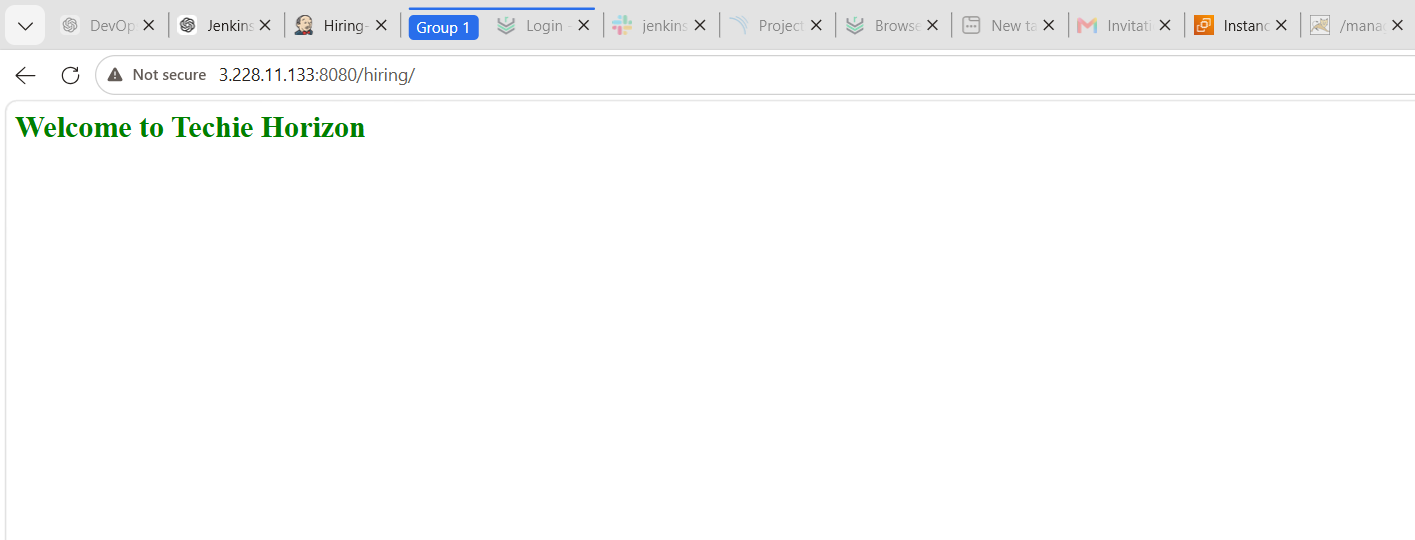 DevOp Jenkins Hiring- Group 1 Login - jenkins Project Browse New ta Invitati Instanc /mana
Not secure 3.228.11.133:8080/hiring/
Welcome to Techie Horizon